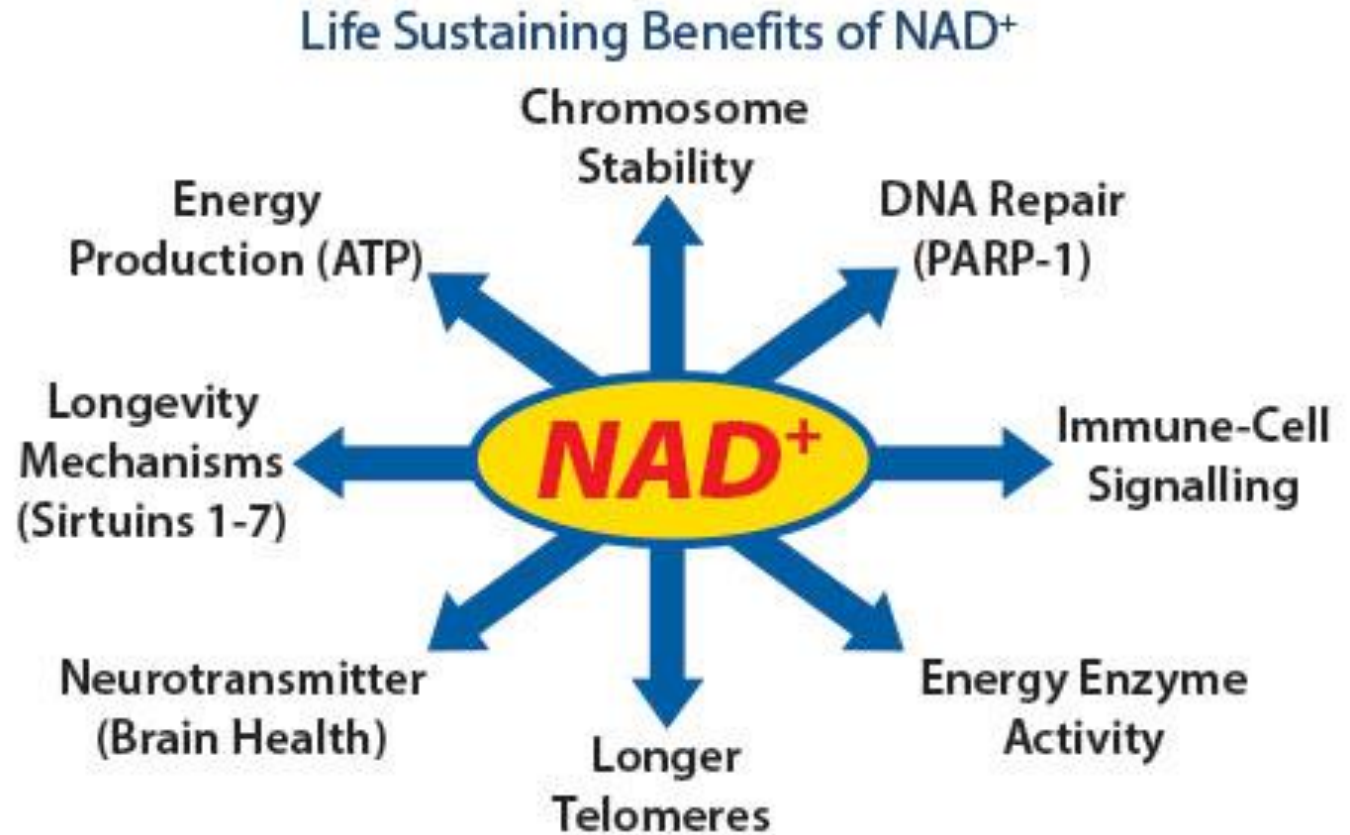 Life Sustaining Benefits of NAD⁺
Chromosome
Stability
Energy
Production (ATP)
DNA Repair
(PARP-1)
Longevity
Mechanisms
(Sirtuins 1-7)
NAD⁺
Immune-Cell
Signalling
Neurotransmitter
(Brain Health)
Energy Enzyme
Activity
Longer
Telomeres